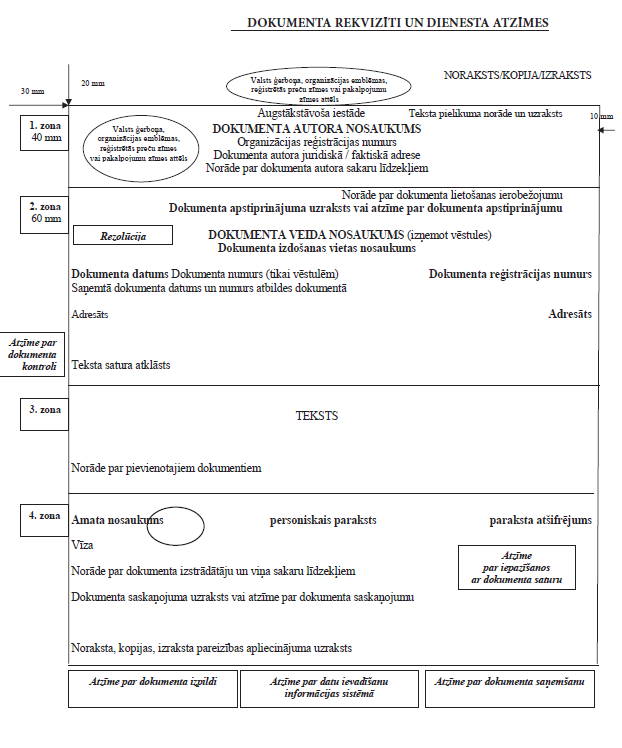 DOKUMENTA REKVIZĪTI UN DIENESTA ATZĪMES
NORAKSTS/KOPIJA/IZRAKSTS
20 mm
30 mm
Valsts ģerboņa, organizācijas emblēmas,
reģistrētās preču zīmes vai pakalpojumu
zīmes attēls
10 mm
Augstākstāvoša iestāde
Teksta pielikuma norāde un uzraksts
1. zona
40 mm
Valsts ģerboņa,
organizācijas emblēmas,
reģistrētās preču zīmes
vai pakalpojumu zīmes attēls
DOKUMENTA AUTORA NOSAUKUMS
Organizācijas reģistrācijas numurs
Dokumenta autora juridiskā / faktiskā adrese
Norāde par dokumenta autora sakaru līdzekļiem
2. zona
60 mm
Norāde par dokumenta lietošanas ierobežojumu
Dokumenta apstiprinājuma uzraksts vai atzīme par dokumenta apstiprinājumu
Rezolūcija
DOKUMENTA VEIDA NOSAUKUMS (izņemot vēstules)
Dokumenta izdošanas vietas nosaukums
Dokumenta datums Dokumenta numurs (tikai vēstulēm)
Dokumenta reģistrācijas numurs
Saņemtā dokumenta datums un numurs atbildes dokumentā
Adresāts
Adresāts
Atzīme par
dokumenta
kontroli
Teksta satura atklāsts
3. zona
TEKSTS
Norāde par pievienotajiem dokumentiem
4. zona
Amata nosaukums
personiskais paraksts
paraksta atšifrējums
Vīza
Atzīme
par iepazīšanos
ar dokumenta saturu
Norāde par dokumenta izstrādātāju un viņa sakaru līdzekļiem
Dokumenta saskaņojuma uzraksts vai atzīme par dokumenta saskaņojumu
Noraksta, kopijas, izraksta pareizības apliecinājuma uzraksts
Atzīme par dokumenta izpildi
Atzīme par datu ievadīšanu
informācijas sistēmā
Atzīme par dokumenta saņemšanu